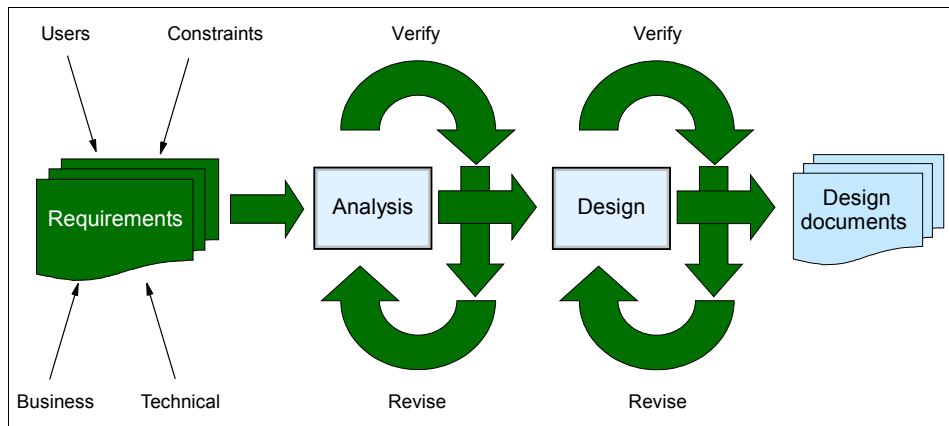 Users
Constraints
Verify
Verify
Requirements
Analysis
Design
Design
documents
Business
Technical
Revise
Revise